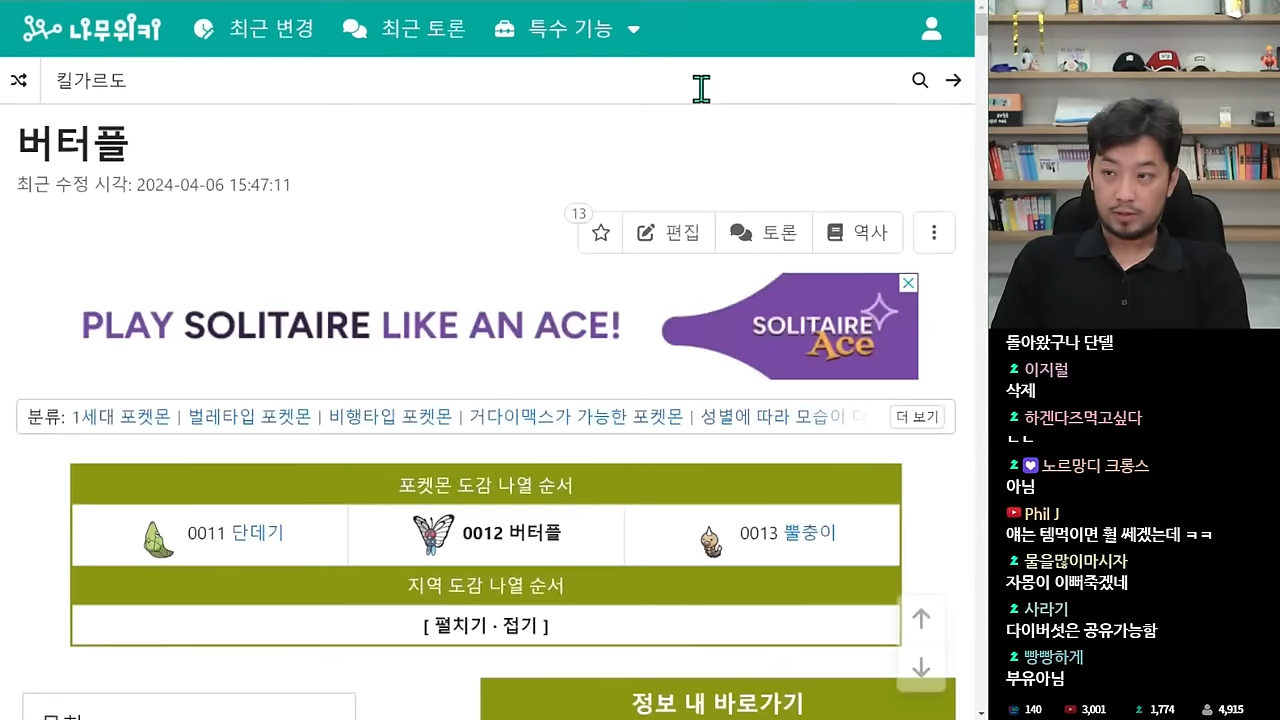 나무위키 최근 변경 최근 토론 특수 기능
킬가르도
버터플
최근 수정 시각: 2024-04-06 15:47:11
13
편집 토론 역사
PLAY SOLITAIRE LIKE AN ACE!
SOLITAIRE
Ace
분류: 1세대 포켓몬 | 벌레타입 포켓몬 | 비행타입 포켓몬 | 거다이맥스가 가능한 포켓몬 | 성별에 따라 모습이 더 보기
포켓몬 도감 나열 순서
0011 단데기 0012 버터플 0013 뿔충이
지역 도감 나열 순서
[ 펼치기 · 접기 ]
정보 내 바로가기
돌아왔구나 단델
이지럴
삭제
하겐다즈먹고싶다
ㄴㄴ
노르망디 크롱스
아님
Phil J
얘는 템먹이면 훨 쎄겠는데 ㅋㅋ
물을많이마시자
자몽이 이뻐죽겠네
사라기
다이버섯은 공유가능함
빵빵하게
부유아님
140 3,001 1,774 4,915